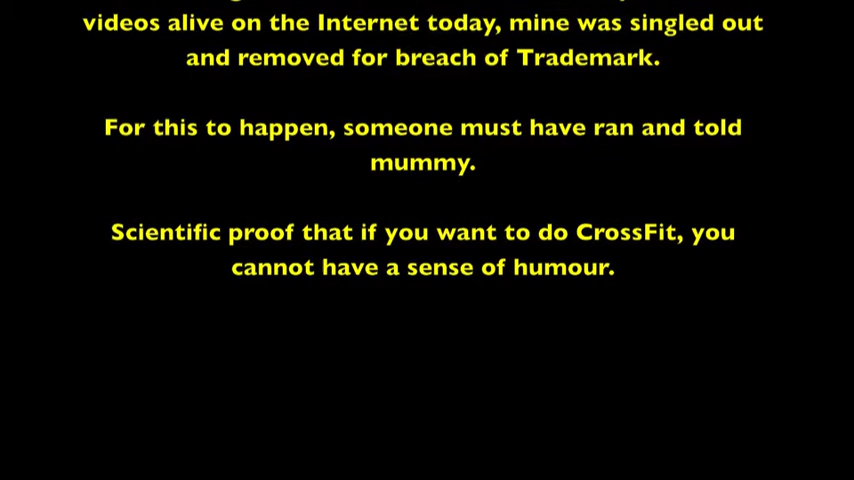 videos alive on the Internet today, mine was singled out
and removed for breach of Trademark.
For this to happen, someone must have ran and told
mummy.
Scientific proof that if you want to do CrossFit, you
cannot have a sense of humour.